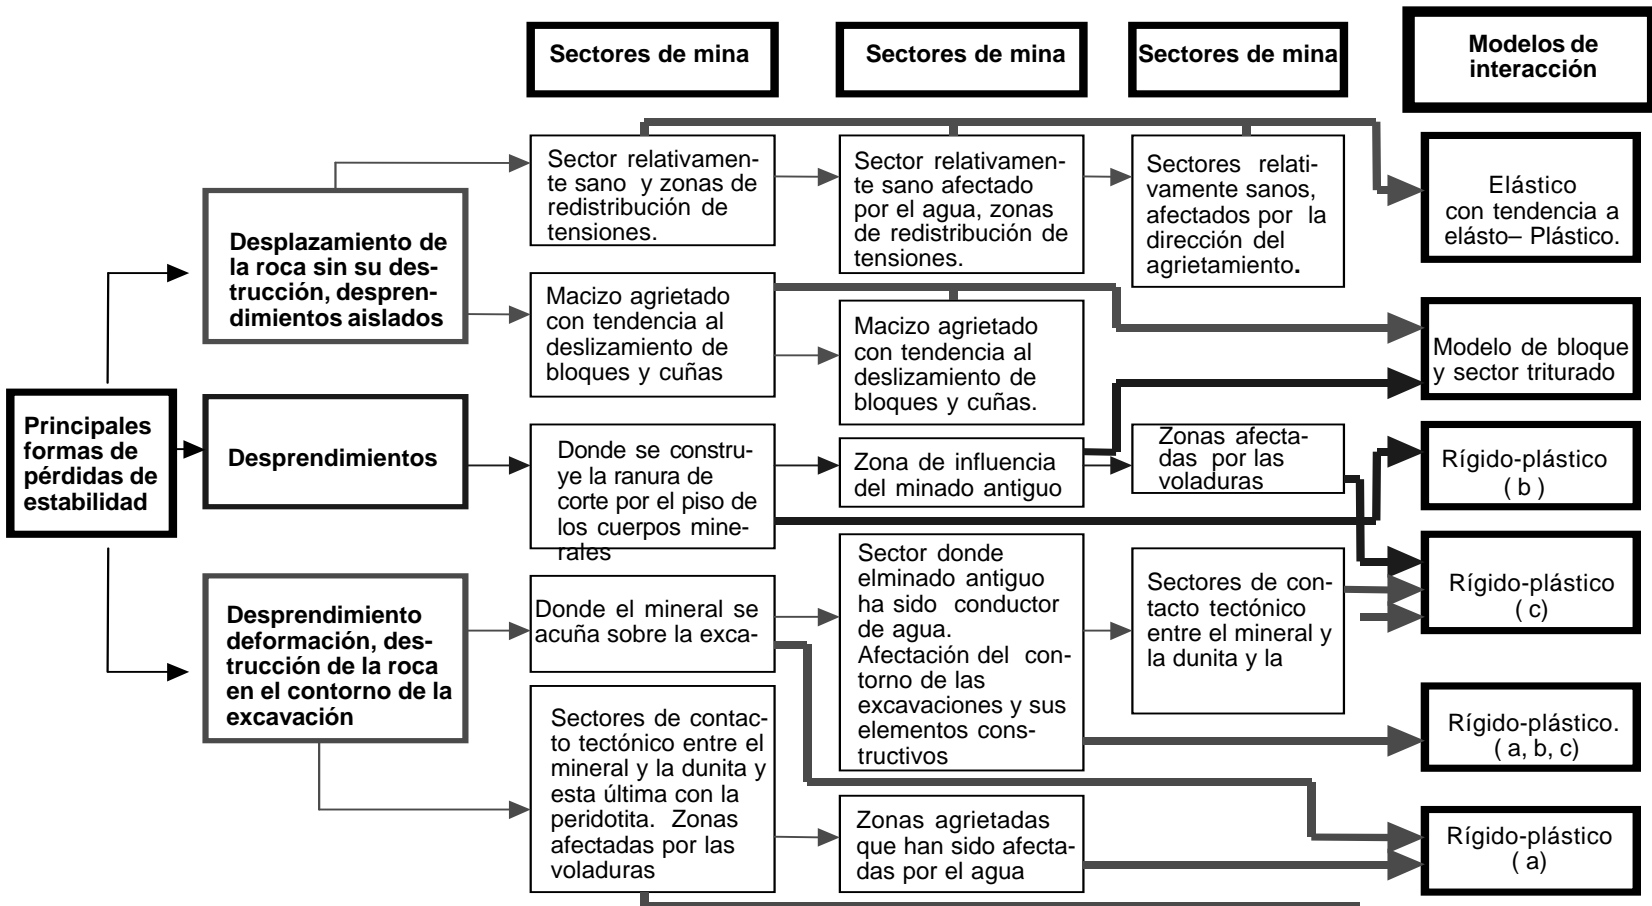 Sectores de mina
Sectores de mina
Sectores de mina
Modelos de
interacción
Sector relativamen-
te sano y zonas de
redistribución de
tensiones.
Sector relativamen-
te sano afectado
por el agua, zonas
de redistribución de
tensiones.
Sectores relati-
vamente sanos,
afectados por la
dirección del
agrietamiento.
Elástico
con tendencia a
elásto– Plástico.
Desplazamiento de
la roca sin su des-
trucción, despren-
dimientos aislados
Macizo agrietado
con tendencia al
deslizamiento de
bloques y cuñas
Macizo agrietado
con tendencia al
deslizamiento de
bloques y cuñas.
Modelo de bloque
y sector triturado
Principales
formas de
pérdidas de
estabilidad
Desprendimientos
Donde se constru-
ye la ranura de
corte por el piso de
los cuerpos mine-
rales
Zona de influencia
del minado antiguo
Zonas afecta-
das por las
voladuras
Rígido-plástico
( b )
Desprendimiento
deformación, des-
trucción de la roca
en el contorno de la
excavación
Donde el mineral se
acuña sobre la exca-
Sector donde
elminado antiguo
ha sido conductor
de agua.
Afectación del con-
torno de las
excavaciones y sus
elementos cons-
tructivos
Sectores de con-
tacto tectónico
entre el mineral y
la dunita y la
Rígido-plástico
( c)
Sectores de contac-
to tectónico entre el
mineral y la dunita y
esta última con la
peridotita. Zonas
afectadas por las
voladuras
Rígido-plástico.
( a, b, c)
Zonas agrietadas
que han sido afecta-
das por el agua
Rígido-plástico
( a)